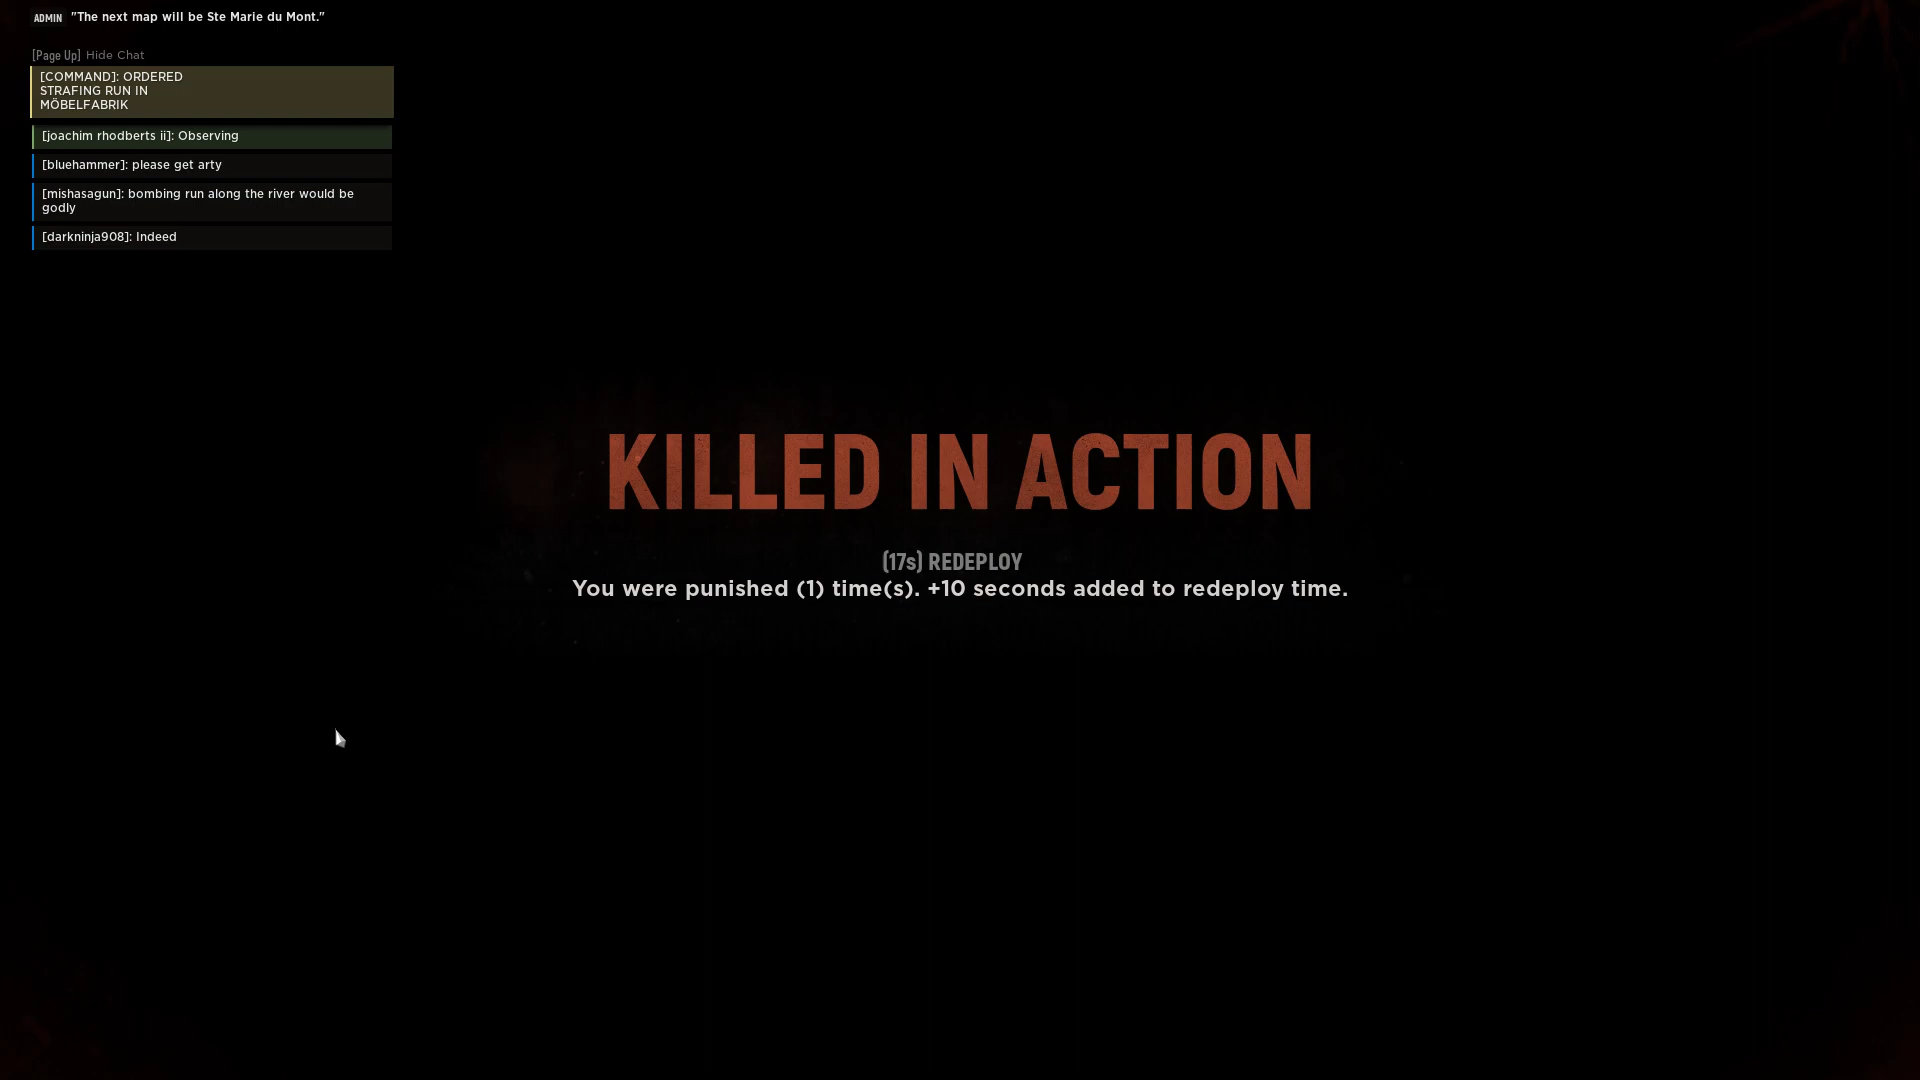 ADMIN "The next map will be Ste Marie du Mont."
[Page Up] Hide Chat
[COMMAND]: ORDERED
STRAFING RUN IN
MÖBELFABRIK
[joachim rhodberts ii]: Observing
[bluehammer]: please get arty
[mishasagun]: bombing run along the river would be
godly
[darkninja908]: Indeed
KILLED IN ACTION
(17s) REDEPLOY
You were punished (1) time(s). +10 seconds added to redeploy time.